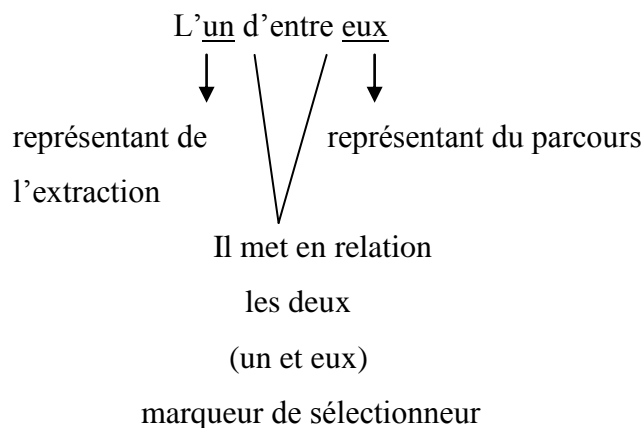 L'un d'entre eux
représentant de
l'extraction
représentant du parcours
Il met en relation
les deux
(un et eux)
marqueur de sélectionneur